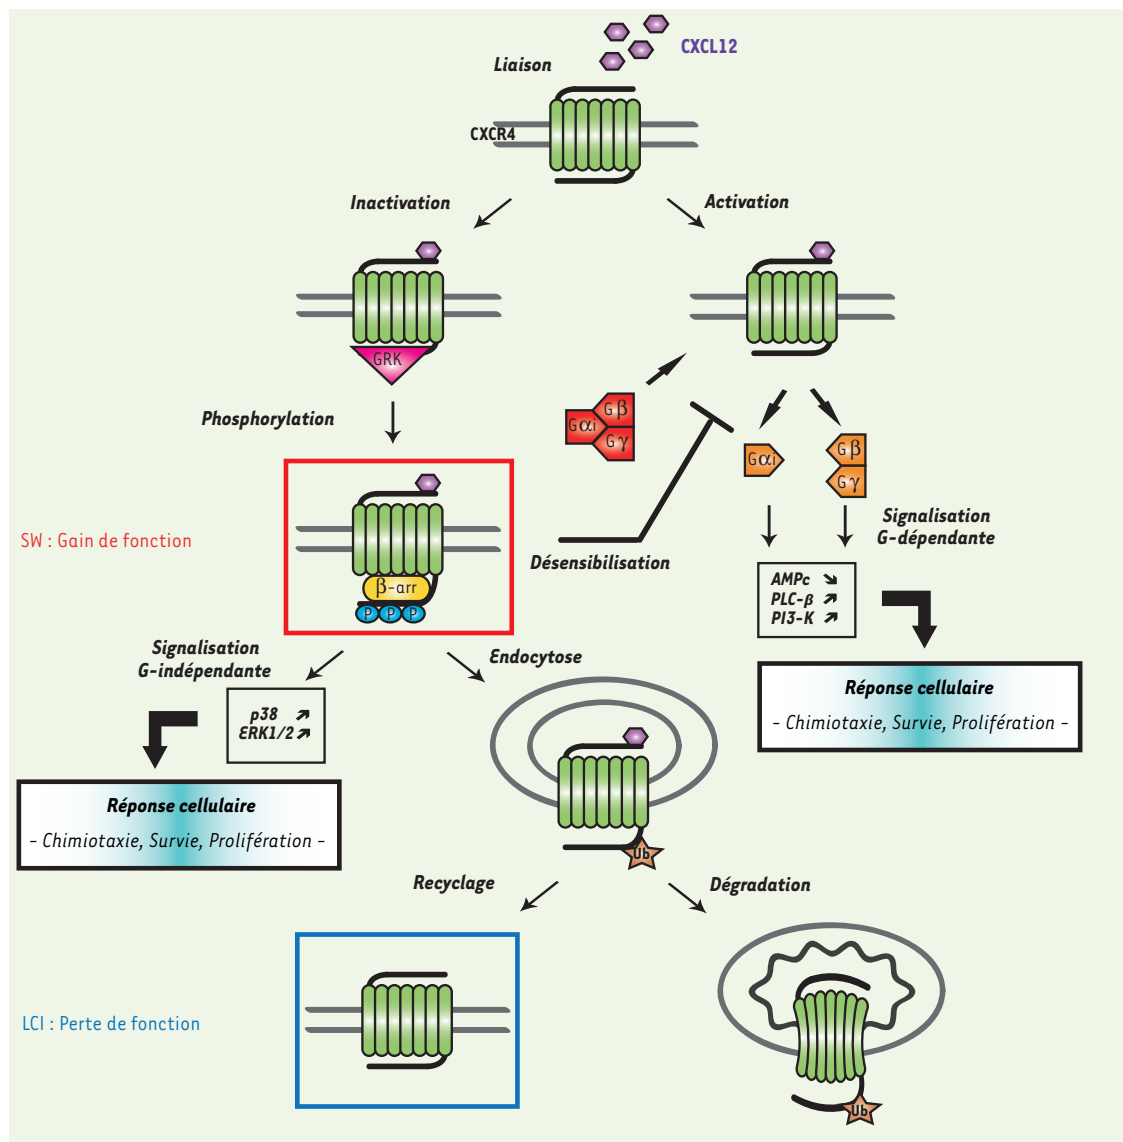 CXCL12
Liaison
CXCR4
Inactivation
Activation
GRK
Phosphorylation
Gαi
Gβ
Gγ
Gαi
Gβ
Gγ
SW : Gain de fonction
β-arr
P P P
Désensibilisation
Signalisation
G-dépendante
AMPc
PLC-β
PI3-K
Réponse cellulaire
- Chimiotaxie, Survie, Prolifération -
Signalisation
G-indépendante
Endocytose
p38
ERK1/2
Réponse cellulaire
- Chimiotaxie, Survie, Prolifération -
Ub
Recyclage
Dégradation
LCI : Perte de fonction
Ub